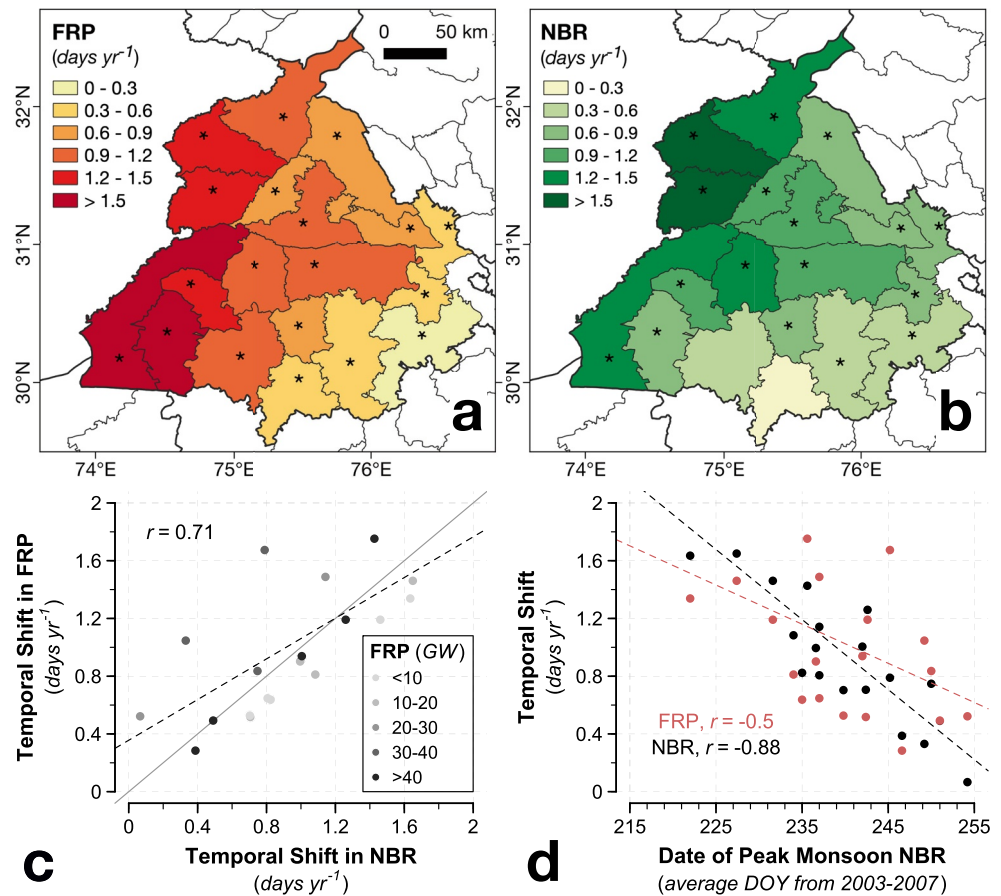 FRP
(days yr⁻¹)
0 - 0.3
0.3 - 0.6
0.6 - 0.9
0.9 - 1.2
1.2 - 1.5
> 1.5
0 50 km
32°N
31°N
30°N
74°E 75°E 76°E
* * * * * * * * * * * * * * * * * *
a
NBR
(days yr⁻¹)
0 - 0.3
0.3 - 0.6
0.6 - 0.9
0.9 - 1.2
1.2 - 1.5
> 1.5
32°N
31°N
30°N
74°E 75°E 76°E
* * * * * * * * * * * * * * * *
b
Temporal Shift in FRP
(days yr⁻¹)
2
1.6
1.2
0.8
0.4
0
r = 0.71
FRP (GW)
<10
10-20
20-30
30-40
>40
0 0.4 0.8 1.2 1.6 2
Temporal Shift in NBR
(days yr⁻¹)
c
Temporal Shift
(days yr⁻¹)
2
1.6
1.2
0.8
0.4
0
FRP, r = -0.5
NBR, r = -0.88
215 225 235 245 255
Date of Peak Monsoon NBR
(average DOY from 2003-2007)
d